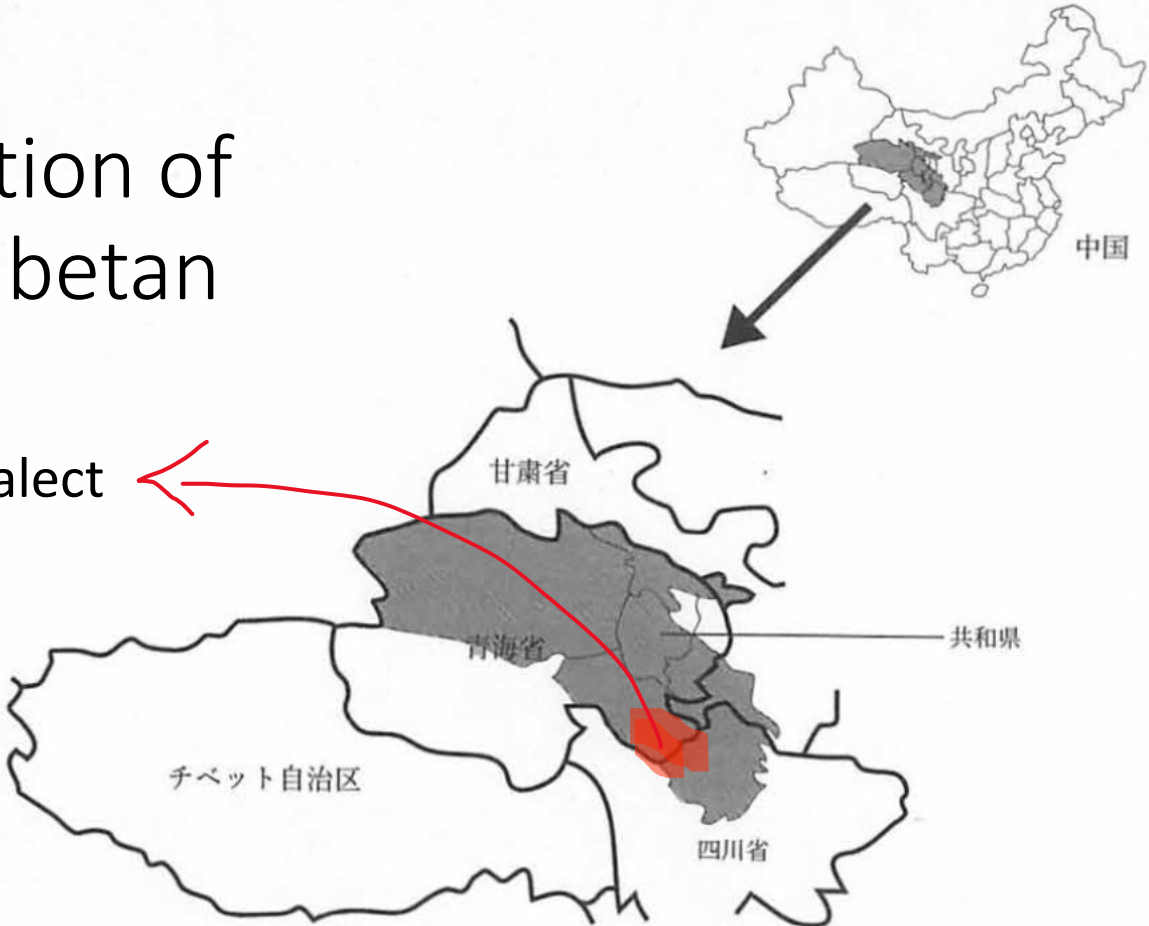 tion of
betan
alect
中国
甘粛省
青海省
共和県
チベット自治区
四川省